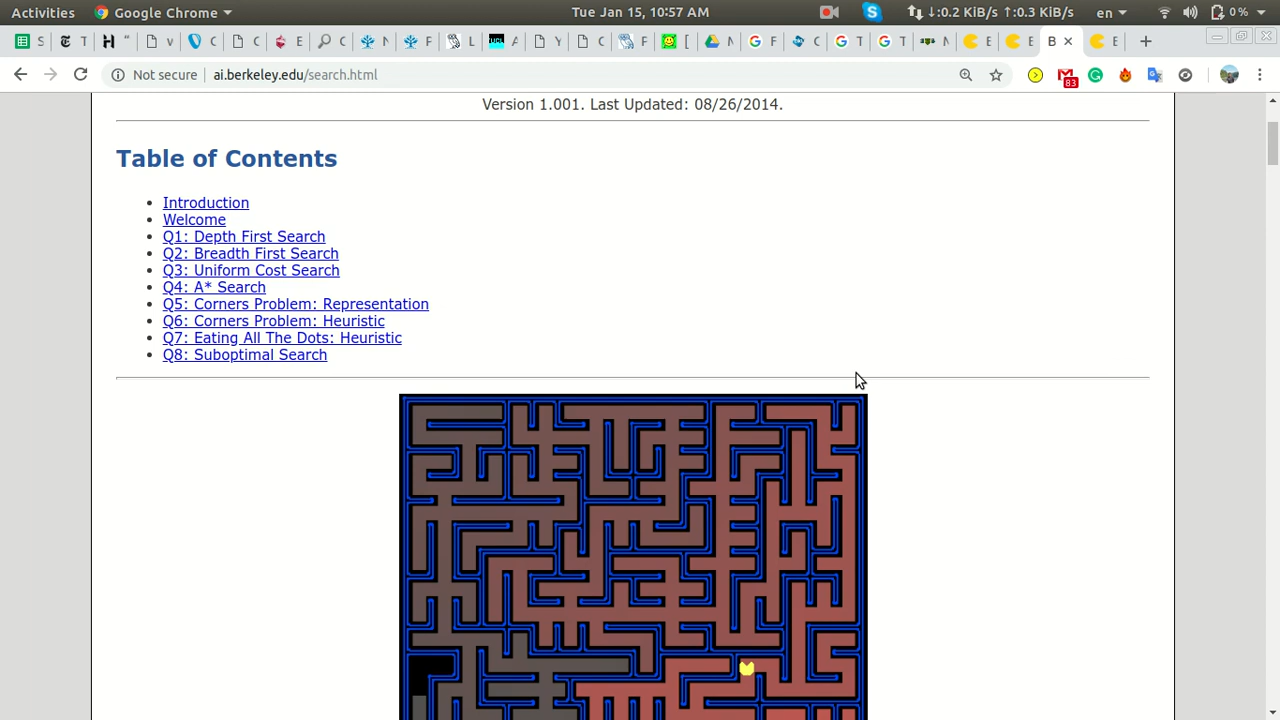 Activities Google Chrome Tue Jan 15, 10:57 AM ↓:0.2 KiB/s ↑:0.3 KiB/s en 0 %
Not secure ai.berkeley.edu/search.html 83
Version 1.001. Last Updated: 08/26/2014.
Table of Contents
Introduction
Welcome
Q1: Depth First Search
Q2: Breadth First Search
Q3: Uniform Cost Search
Q4: A* Search
Q5: Corners Problem: Representation
Q6: Corners Problem: Heuristic
Q7: Eating All The Dots: Heuristic
Q8: Suboptimal Search